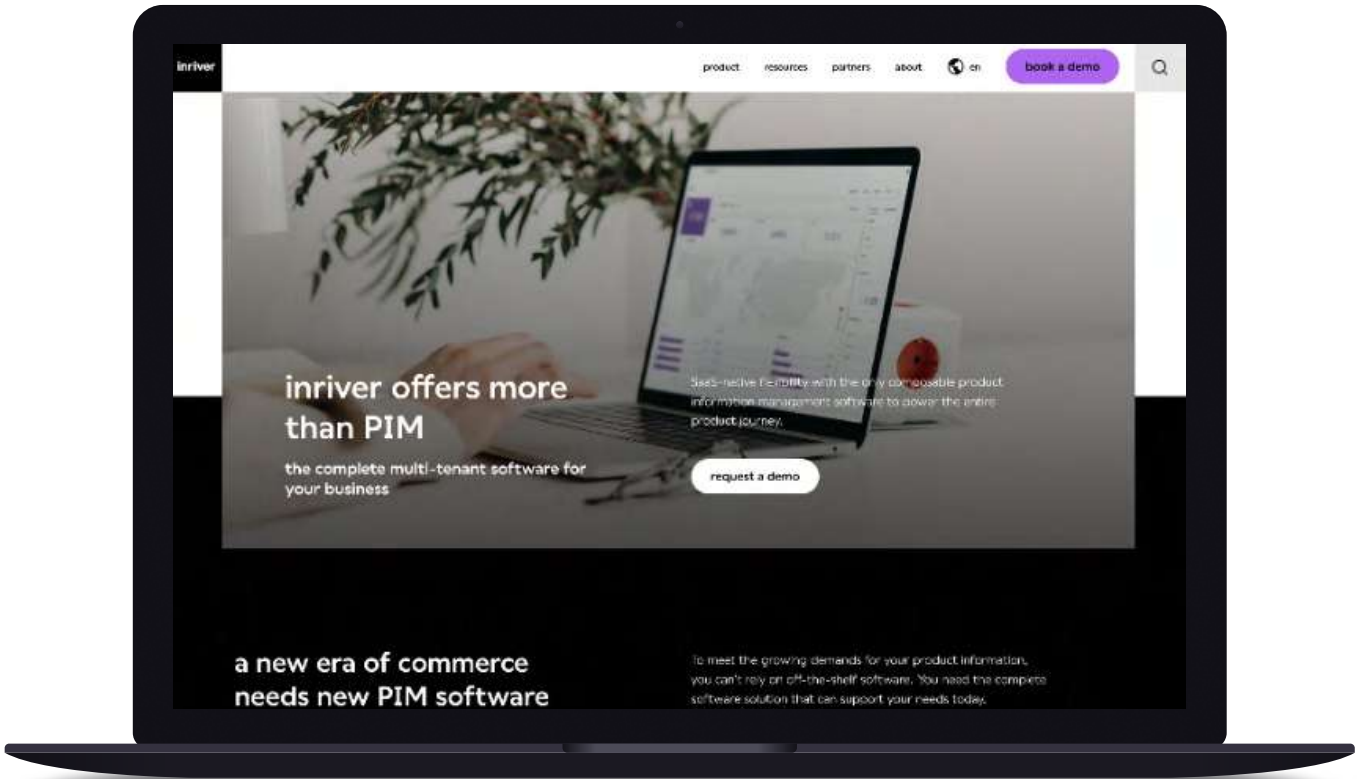 inriver
product resources partners about en book a demo
inriver offers more
than PIM
the complete multi-tenant software for
your business
SaaS-native flexibility with the only composable product
information management software to power the entire
product journey.
request a demo
a new era of commerce
needs new PIM software
To meet the growing demands for your product information,
you can't rely on off-the-shelf software. You need the complete
software solution that can support your needs today.